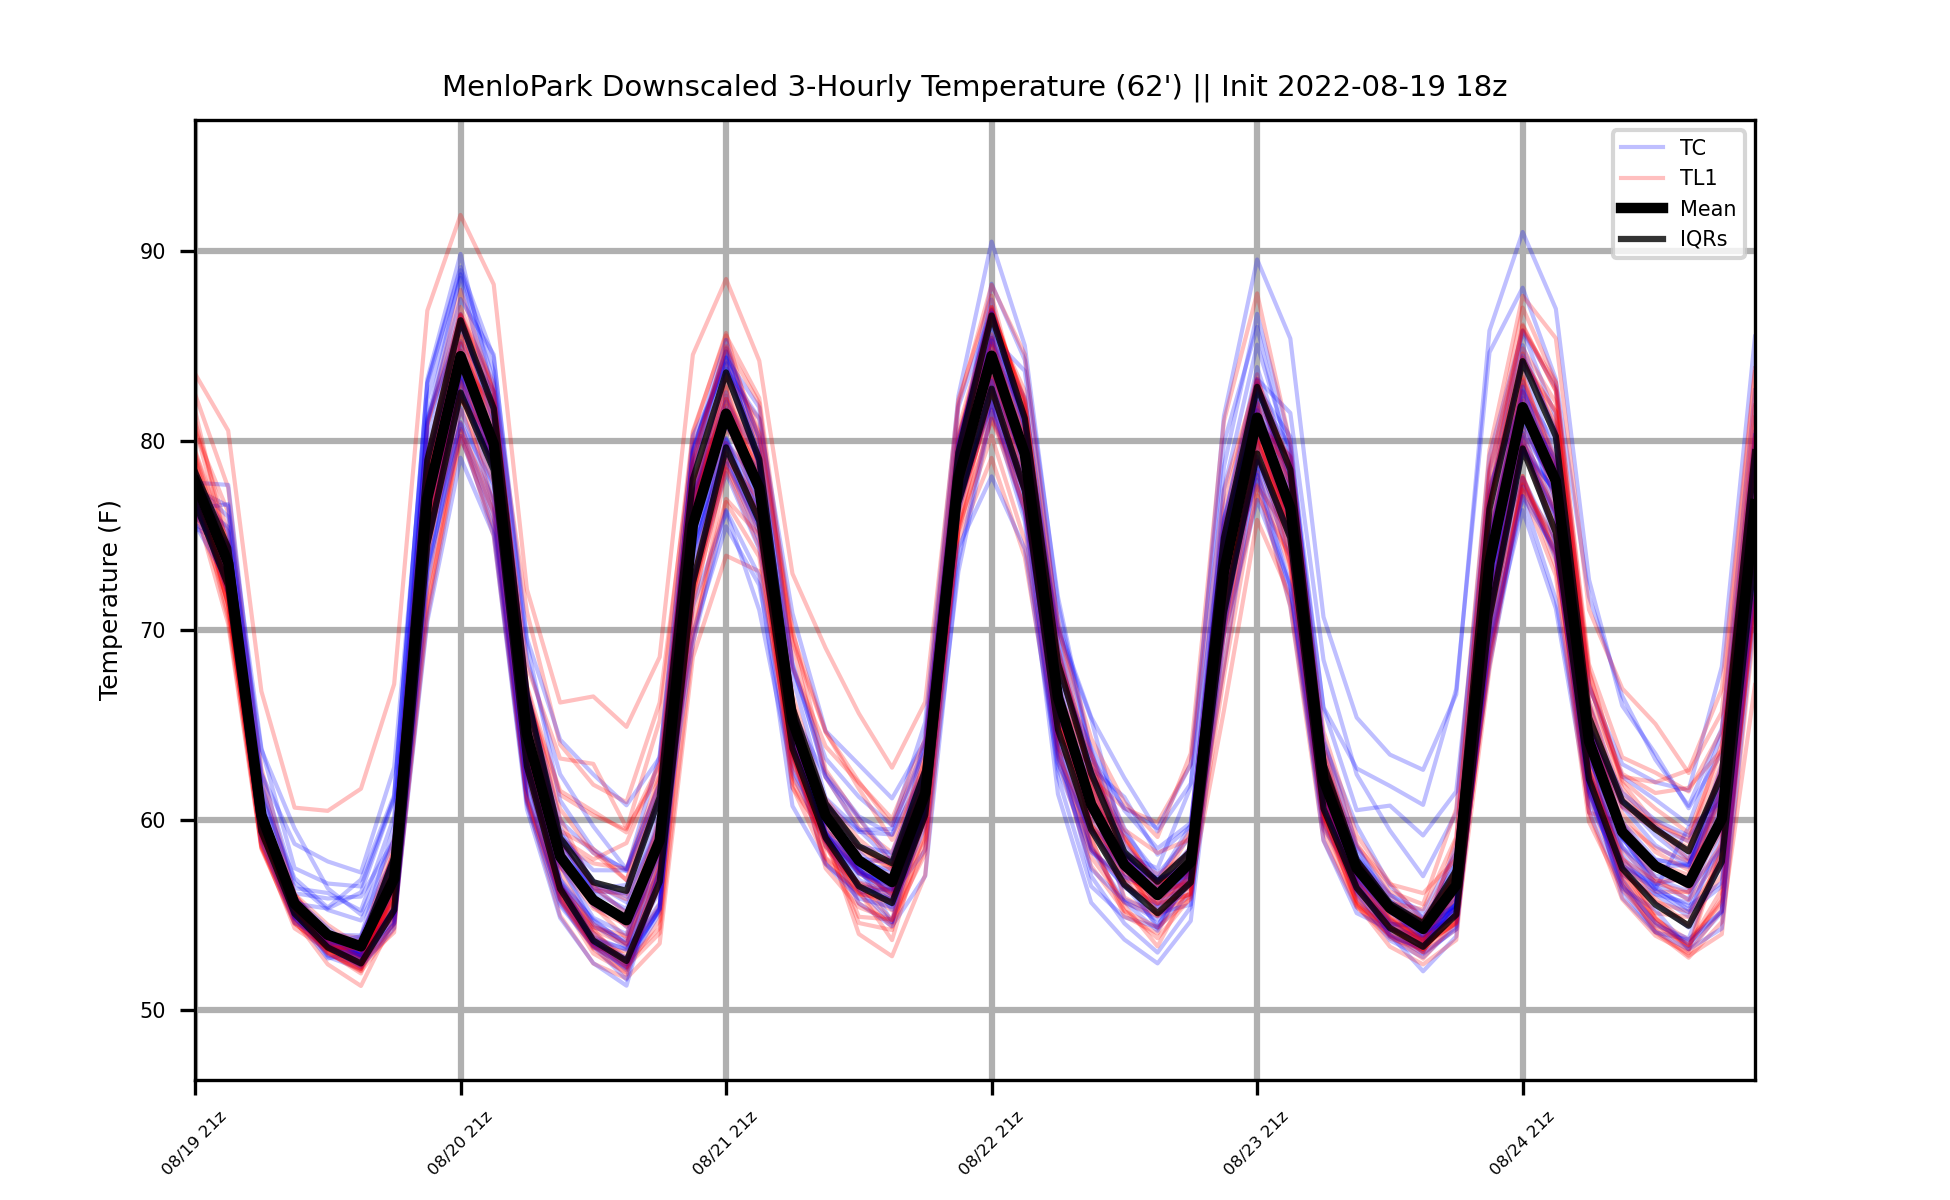 MenloPark Downscaled 3-Hourly Temperature (62') || Init 2022-08-19 18z
TC
TL1
Mean
IQRs
Temperature (F)
90
80
70
60
50
08/19 21z
08/20 21z
08/21 21z
08/22 21z
08/23 21z
08/24 21z